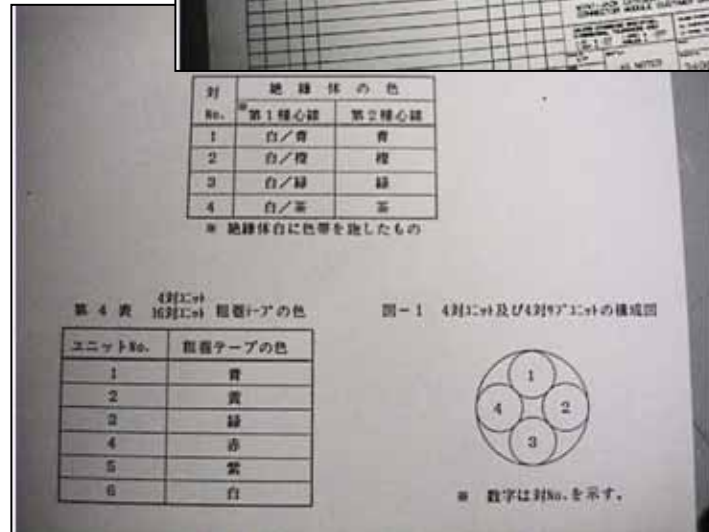 対 絶縁体の色
No. ※第1種心線 第2種心線
1 白/青 青
2 白/橙 橙
3 白/緑 緑
4 白/茶 茶
※ 絶縁体白に色帯を施したもの
第4表 4対ユニット 16対ユニット 粗巻テープの色
ユニットNo. 粗巻テープの色
1 青
2 黄
3 緑
4 赤
5 紫
6 白
図-1 4対ユニット及び4対サブユニットの構成図
1
4 2
3
※ 数字は対No.を示す。
AS NOTED